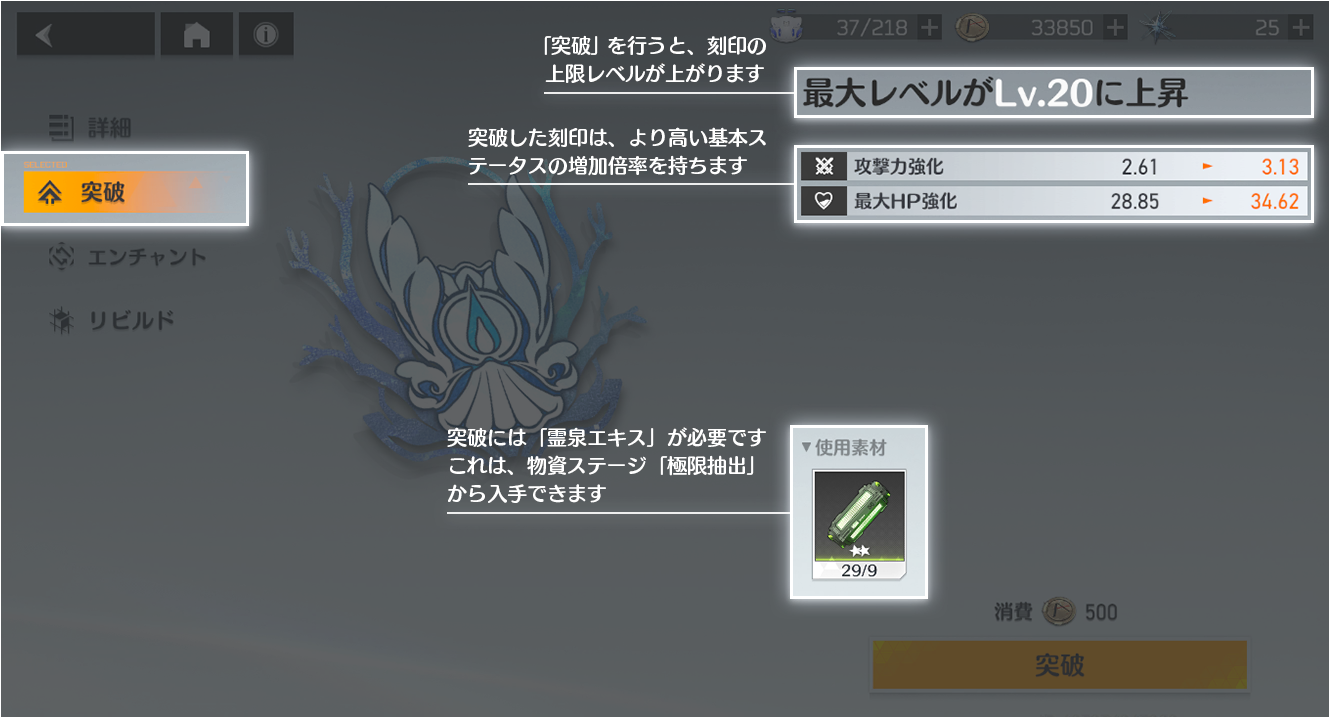 37/218
33850
25
「突破」を行うと、刻印の
上限レベルが上がります
最大レベルがLv.20に上昇
詳細
突破した刻印は、より高い基本ス
テータスの増加倍率を持ちます
攻撃力強化 2.61 ► 3.13
最大HP強化 28.85 ► 34.62
SELECTED
突破
エンチャント
リビルド
突破には「霊泉エキス」が必要です
これは、物資ステージ「極限抽出」
から入手できます
▼使用素材
29/9
消費 500
突破